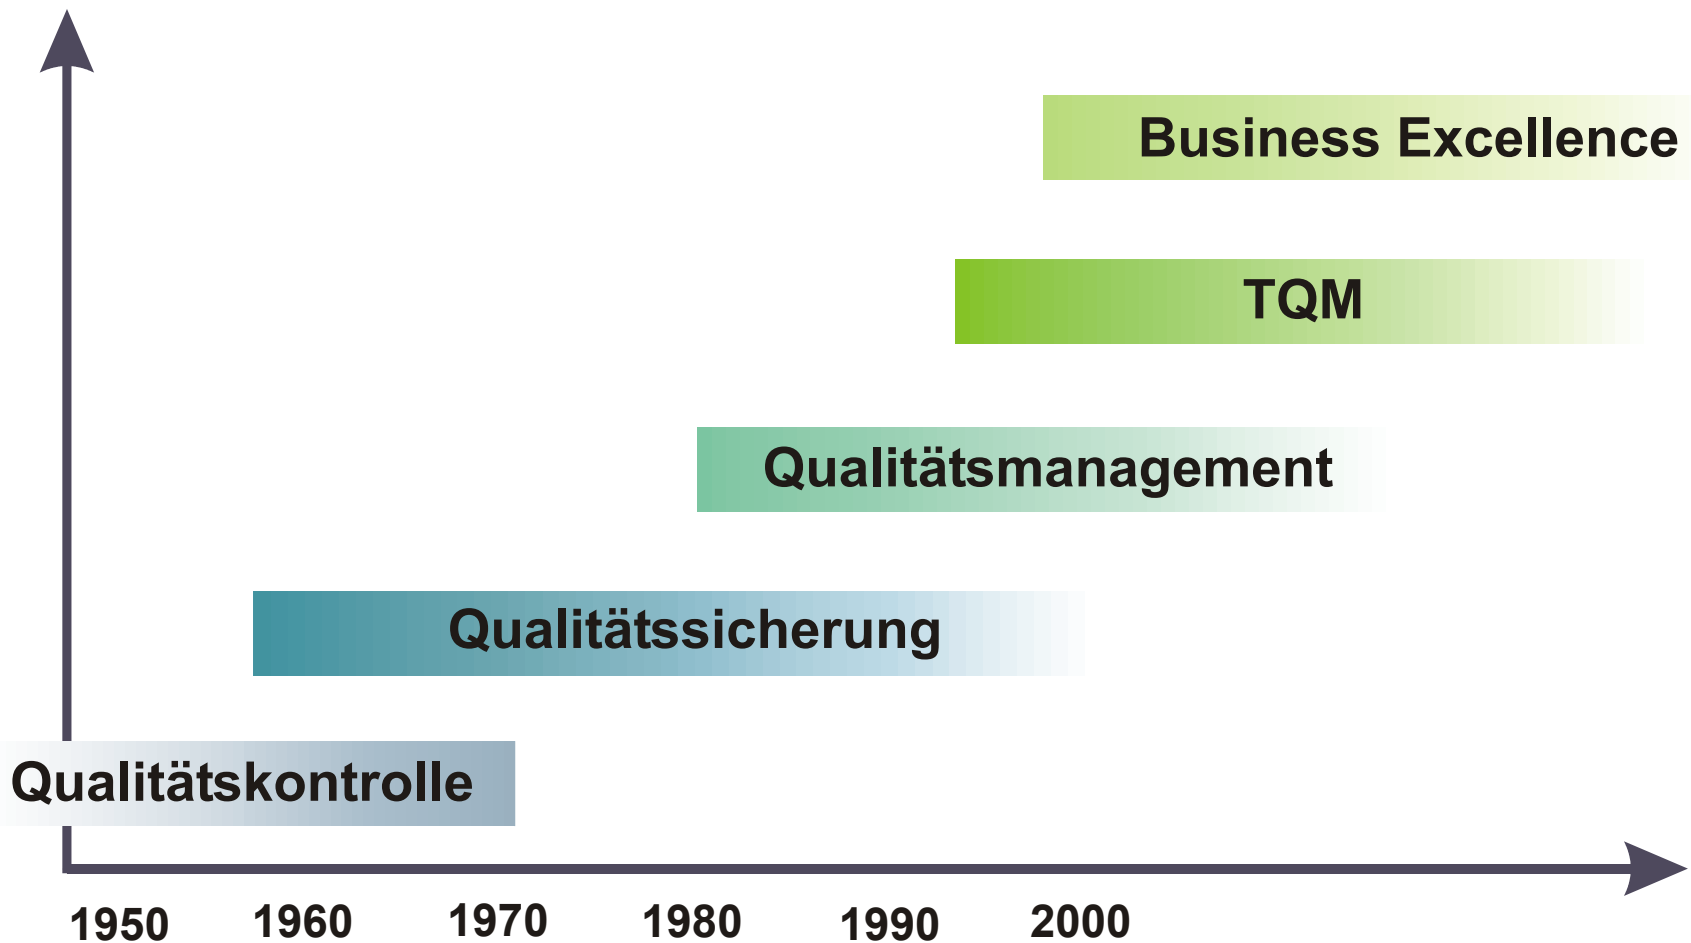 Business Excellence
TQM
Qualitätsmanagement
Qualitätssicherung
Qualitätskontrolle
1950 1960 1970 1980 1990 2000